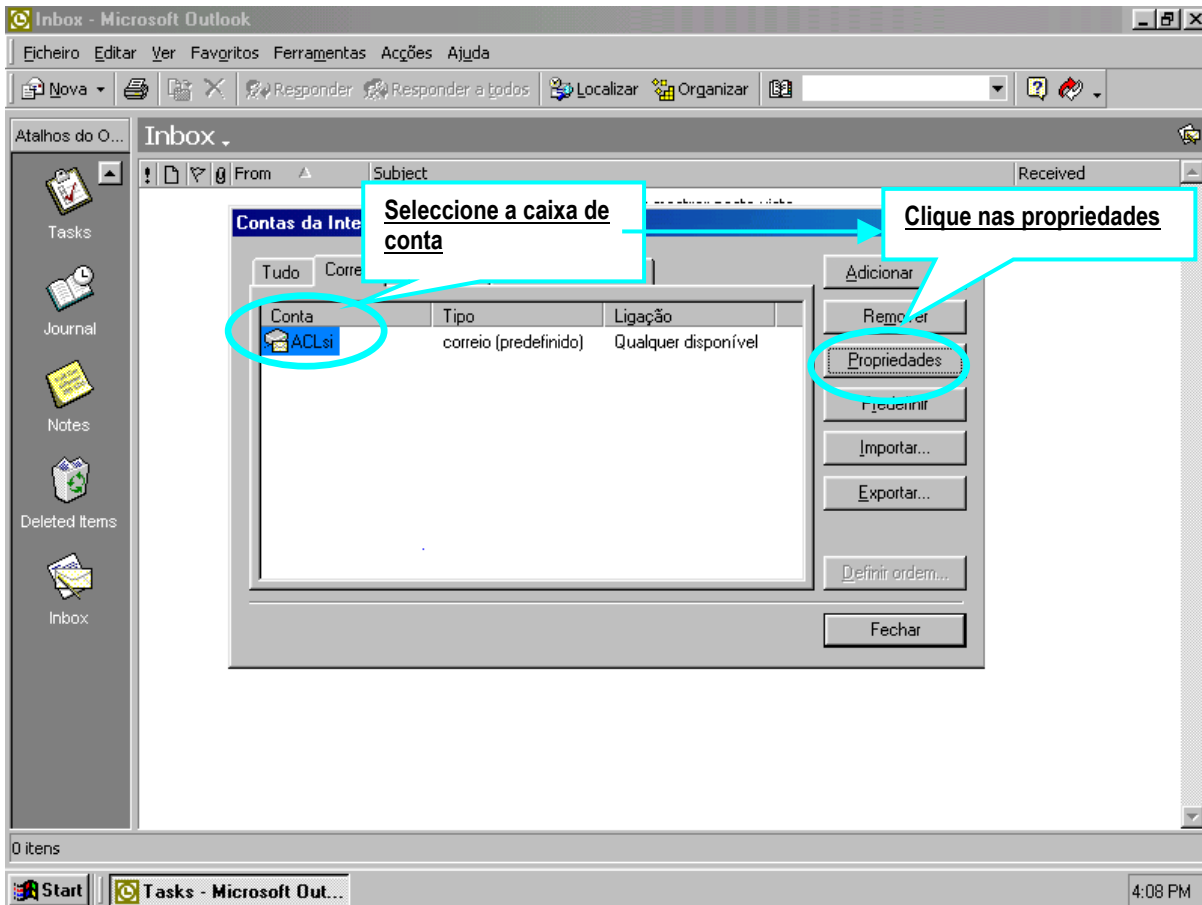 Inbox - Microsoft Outlook
Ficheiro Editar Ver Favoritos Ferramentas Acções Ajuda
Nova Responder Responder a todos Localizar Organizar
Atalhos do O... Inbox
From Subject Received
Tasks
Journal
Notes
Deleted Items
Inbox
Contas da Inte
Seleccione a caixa de
conta
Clique nas propriedades
Tudo Corre
Conta Tipo Ligação
ACLsi correio (predefinido) Qualquer disponível
Adicionar
Remover
Propriedades
Predefinir
Importar...
Exportar...
Definir ordem...
Fechar
0 itens
Start Tasks - Microsoft Out... 4:08 PM